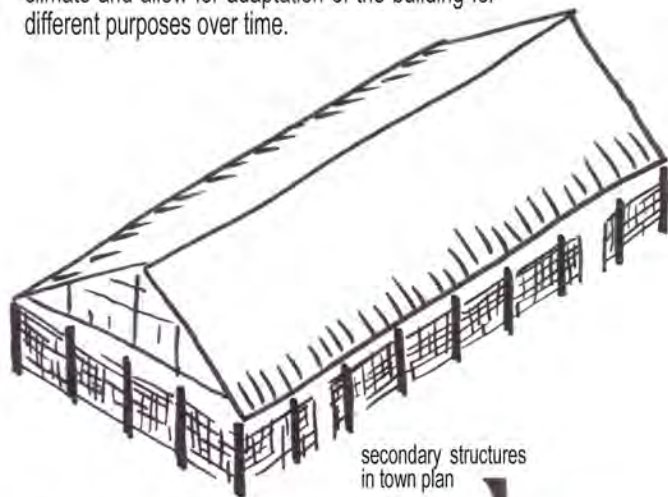 climate and allow for adaptation of the building for
different purposes over time.
secondary structures
in town plan